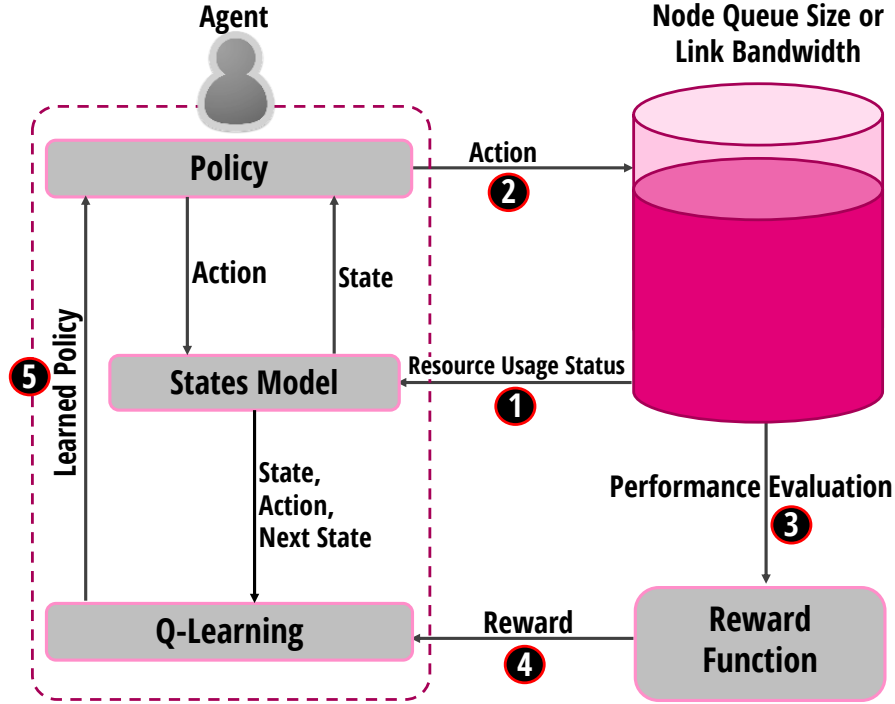 Agent
Node Queue Size or
Link Bandwidth
Policy
Action
2
Action
State
Resource Usage Status
1
States Model
5
Learned Policy
State,
Action,
Next State
Performance Evaluation
3
Q-Learning
Reward
4
Reward
Function